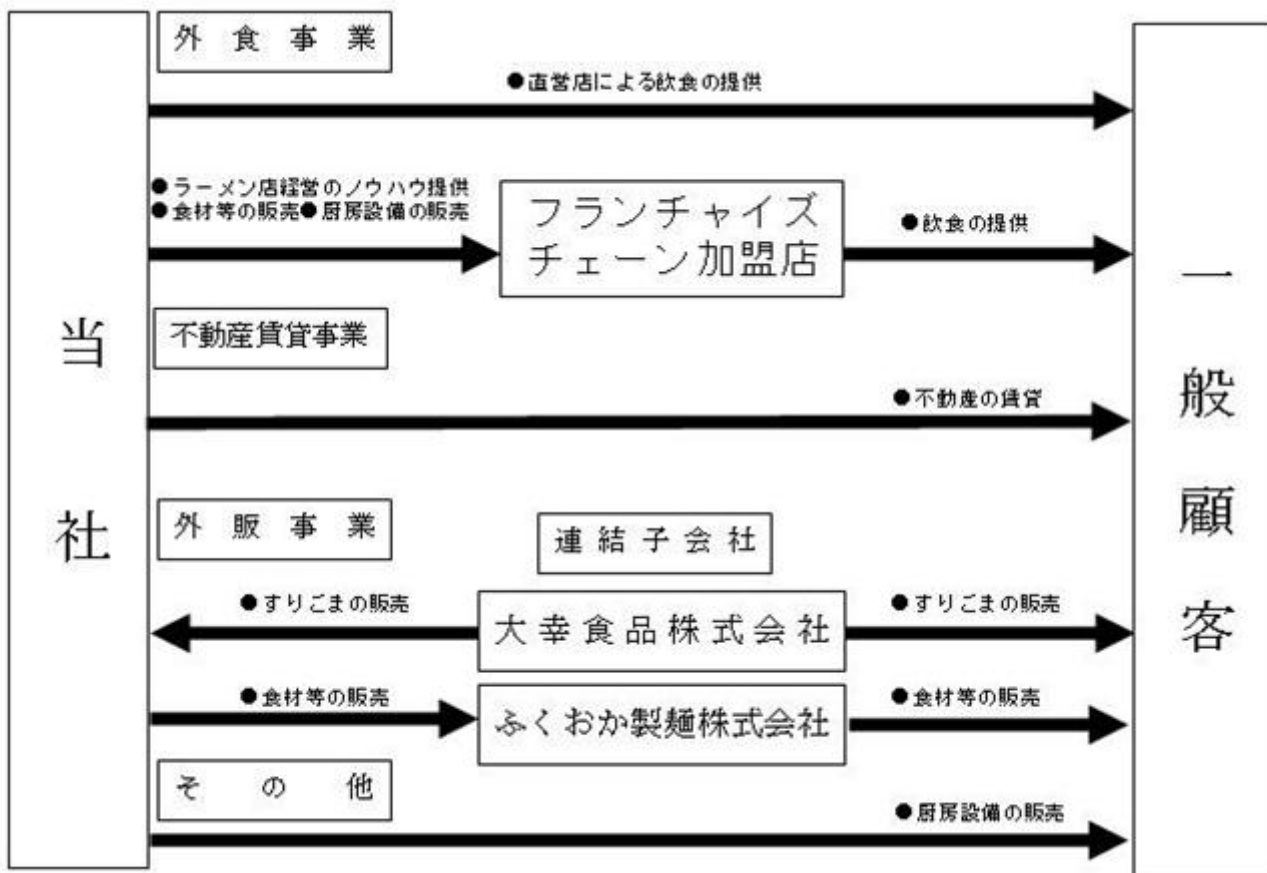 外食事業
●直営店による飲食の提供
●ラーメン店経営のノウハウ提供
●食材等の販売●厨房設備の販売
フランチャイズ
チェーン加盟店
●飲食の提供
不動産賃貸事業
●不動産の賃貸
当社
一般顧客
外販事業
連結子会社
●すりごまの販売
大幸食品株式会社
●すりごまの販売
●食材等の販売
ふくおか製麺株式会社
●食材等の販売
その他
●厨房設備の販売